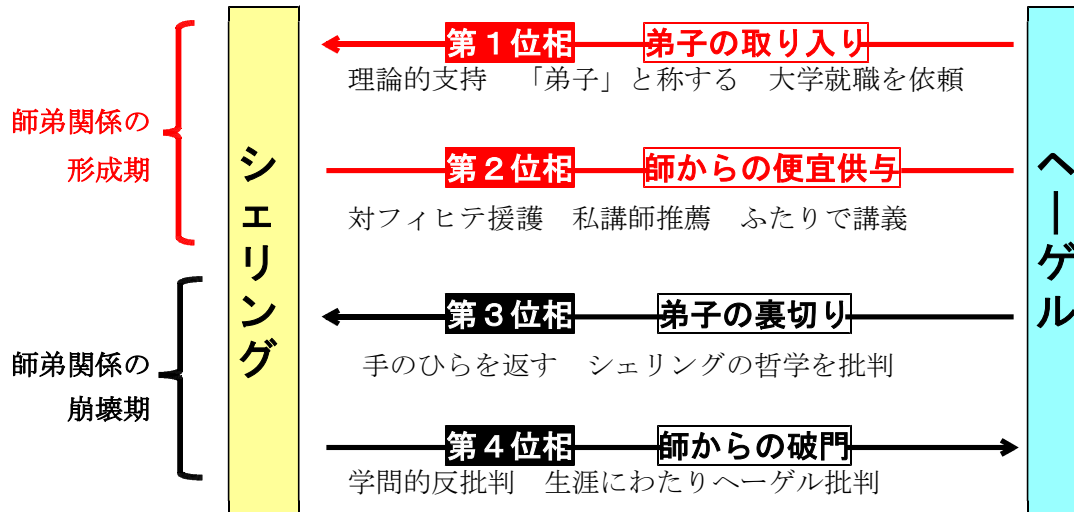 第１位相 弟子の取り入り
理論的支持　「弟子」と称する　大学就職を依頼
師弟関係の
形成期
第２位相 師からの便宜供与
対フィヒテ援護　私講師推薦　ふたりで講義
シェリング
ヘーゲル
第３位相 弟子の裏切り
手のひらを返す　シェリングの哲学を批判
師弟関係の
崩壊期
第４位相 師からの破門
学問的反批判　生涯にわたりヘーゲル批判